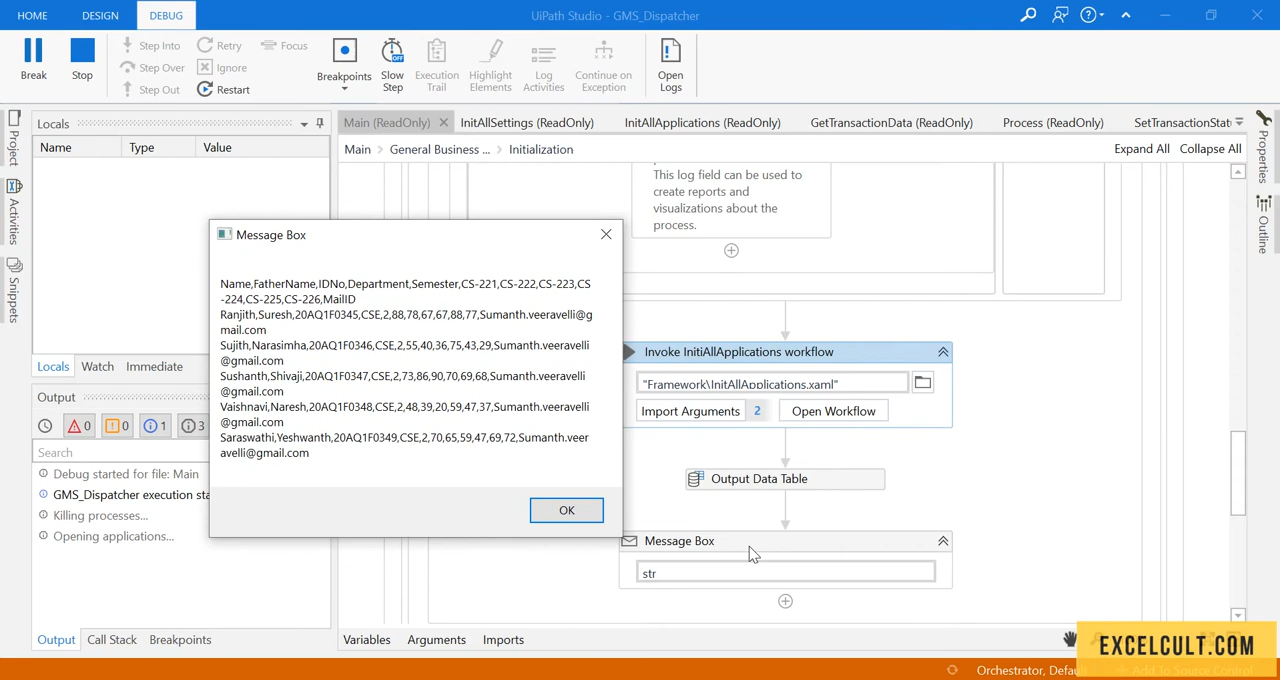 HOME DESIGN DEBUG UiPath Studio - GMS_Dispatcher
Break Stop Step Into Step Over Step Out Retry Ignore Restart Focus Breakpoints Slow Step Execution Trail Highlight Elements Log Activities Continue on Exception Open Logs
Project
Activities
Snippets
Locals
Name Type Value
Locals Watch Immediate
Output
0 0 1 3
Search
Debug started for file: Main
GMS_Dispatcher execution sta
Killing processes...
Opening applications...
Output Call Stack Breakpoints
Main (ReadOnly) InitAllSettings (ReadOnly) InitAllApplications (ReadOnly) GetTransactionData (ReadOnly) Process (ReadOnly) SetTransactionStat
Main General Business ... Initialization Expand All Collapse All
This log field can be used to
create reports and
visualizations about the
process.
Invoke InitiAllApplications workflow
"Framework\InitAllApplications.xaml"
Import Arguments 2 Open Workflow
Output Data Table
Message Box
str
Message Box
Name,FatherName,IDNo,Department,Semester,CS-221,CS-222,CS-223,CS
-224,CS-225,CS-226,MailID
Ranjith,Suresh,20AQ1F0345,CSE,2,88,78,67,67,88,77,Sumanth.veeravelli@g
mail.com
Sujith,Narasimha,20AQ1F0346,CSE,2,55,40,36,75,43,29,Sumanth.veeravelli
@gmail.com
Sushanth,Shivaji,20AQ1F0347,CSE,2,73,86,90,70,69,68,Sumanth.veeravelli
@gmail.com
Vaishnavi,Naresh,20AQ1F0348,CSE,2,48,39,20,59,47,37,Sumanth.veeravelli
@gmail.com
Saraswathi,Yeshwanth,20AQ1F0349,CSE,2,70,65,59,47,69,72,Sumanth.veer
avelli@gmail.com
OK
Properties
Outline
Variables Arguments Imports
Orchestrator, Defau
Add To Source Control
EXCELCULT.COM